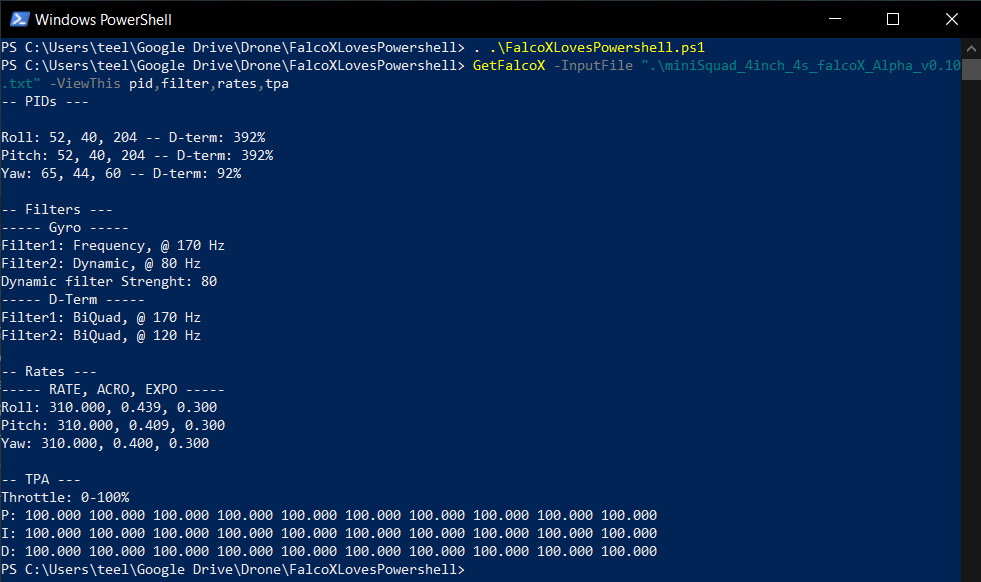 Windows PowerShell
PS C:\Users\teel\Google Drive\Drone\FalcoXLovesPowershell> . .\FalcoXLovesPowershell.ps1
PS C:\Users\teel\Google Drive\Drone\FalcoXLovesPowershell> GetFalcoX -InputFile ".\miniSquad_4inch_4s_falcoX_Alpha_v0.10
.txt" -ViewThis pid,filter,rates,tpa
-- PIDs ---
Roll: 52, 40, 204 -- D-term: 392%
Pitch: 52, 40, 204 -- D-term: 392%
Yaw: 65, 44, 60 -- D-term: 92%
-- Filters ---
----- Gyro -----
Filter1: Frequency, @ 170 Hz
Filter2: Dynamic, @ 80 Hz
Dynamic filter Strenght: 80
----- D-Term -----
Filter1: BiQuad, @ 170 Hz
Filter2: BiQuad, @ 120 Hz
-- Rates ---
----- RATE, ACRO, EXPO -----
Roll: 310.000, 0.439, 0.300
Pitch: 310.000, 0.409, 0.300
Yaw: 310.000, 0.400, 0.300
-- TPA ---
Throttle: 0-100%
P: 100.000 100.000 100.000 100.000 100.000 100.000 100.000 100.000 100.000 100.000
I: 100.000 100.000 100.000 100.000 100.000 100.000 100.000 100.000 100.000 100.000
D: 100.000 100.000 100.000 100.000 100.000 100.000 100.000 100.000 100.000 100.000
PS C:\Users\teel\Google Drive\Drone\FalcoXLovesPowershell>